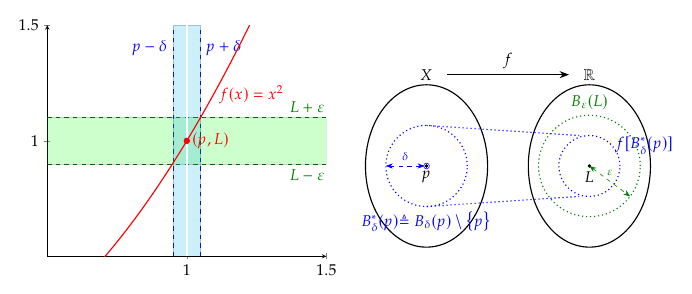 1.5
p − δ
p + δ
f(x) = x²
L + ε
1
(p, L)
L − ε
1
1.5
f
X
ℝ
B_ε(L)
f[B*_δ(p)]
δ
ε
p
L
B*_δ(p) ≜ B_δ(p) \ {p}